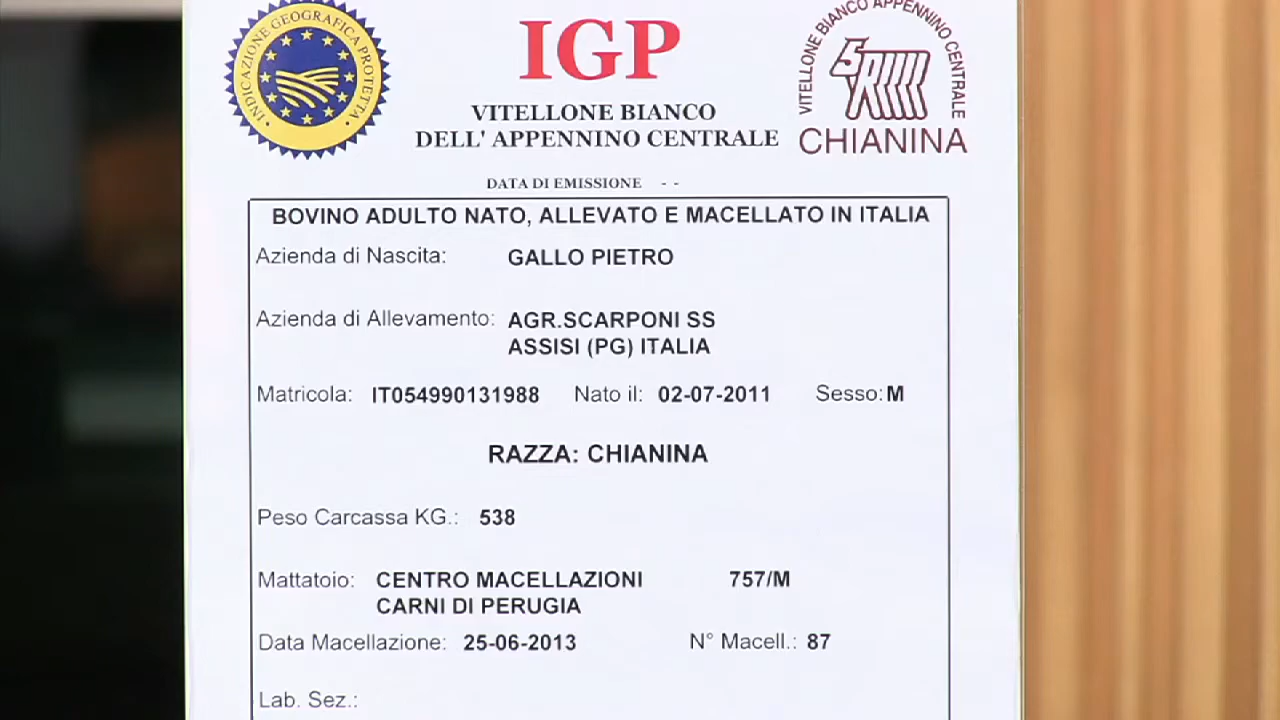 INDICAZIONE GEOGRAFICA PROTETTA
IGP
VITELLONE BIANCO
DELL' APPENNINO CENTRALE
VITELLONE BIANCO APPENNINO CENTRALE
5R
CHIANINA
DATA DI EMISSIONE - -
BOVINO ADULTO NATO, ALLEVATO E MACELLATO IN ITALIA
Azienda di Nascita: GALLO PIETRO
Azienda di Allevamento: AGR.SCARPONI SS
ASSISI (PG) ITALIA
Matricola: IT054990131988 Nato il: 02-07-2011 Sesso: M
RAZZA: CHIANINA
Peso Carcassa KG.: 538
Mattatoio: CENTRO MACELLAZIONI 757/M
CARNI DI PERUGIA
Data Macellazione: 25-06-2013 N° Macell.: 87
Lab. Sez.: